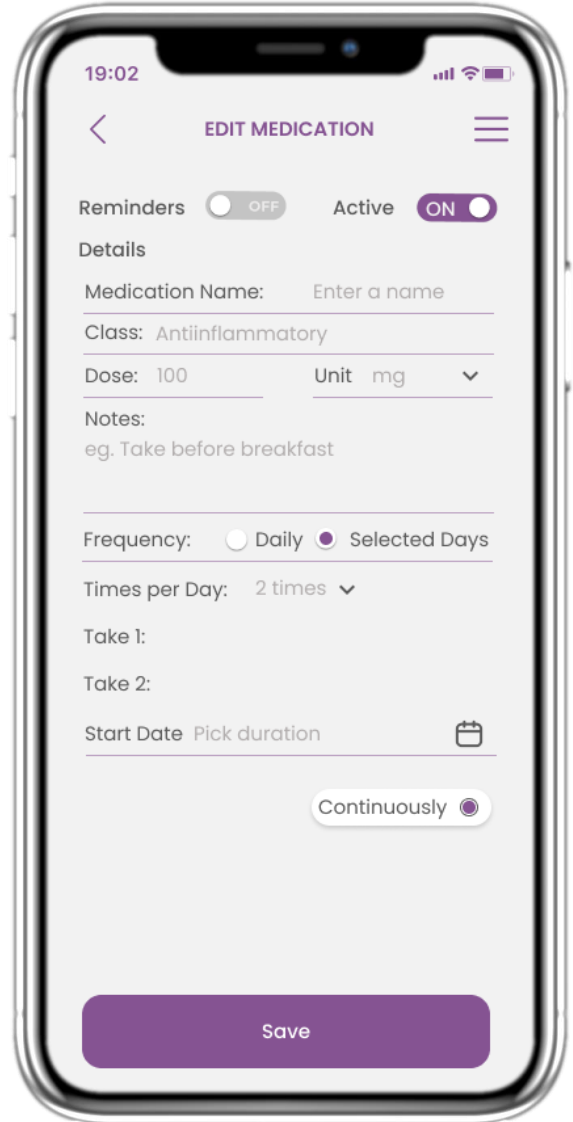 19:02
EDIT MEDICATION
Reminders OFF Active ON
Details
Medication Name: Enter a name
Class: Antiinflammatory
Dose: 100 Unit mg
Notes:
eg. Take before breakfast
Frequency: Daily Selected Days
Times per Day: 2 times
Take 1:
Take 2:
Start Date Pick duration
Continuously
Save